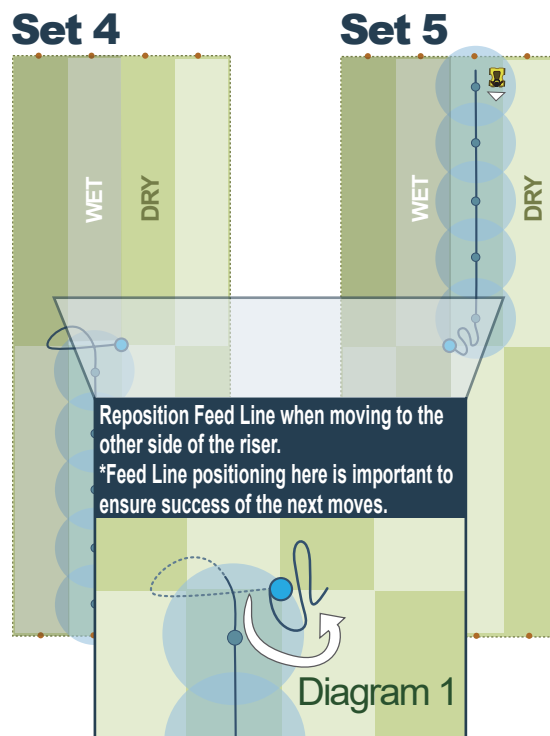 Set 4
Set 5
WET
DRY
WET
DRY
Reposition Feed Line when moving to the
other side of the riser.
*Feed Line positioning here is important to
ensure success of the next moves.
Diagram 1